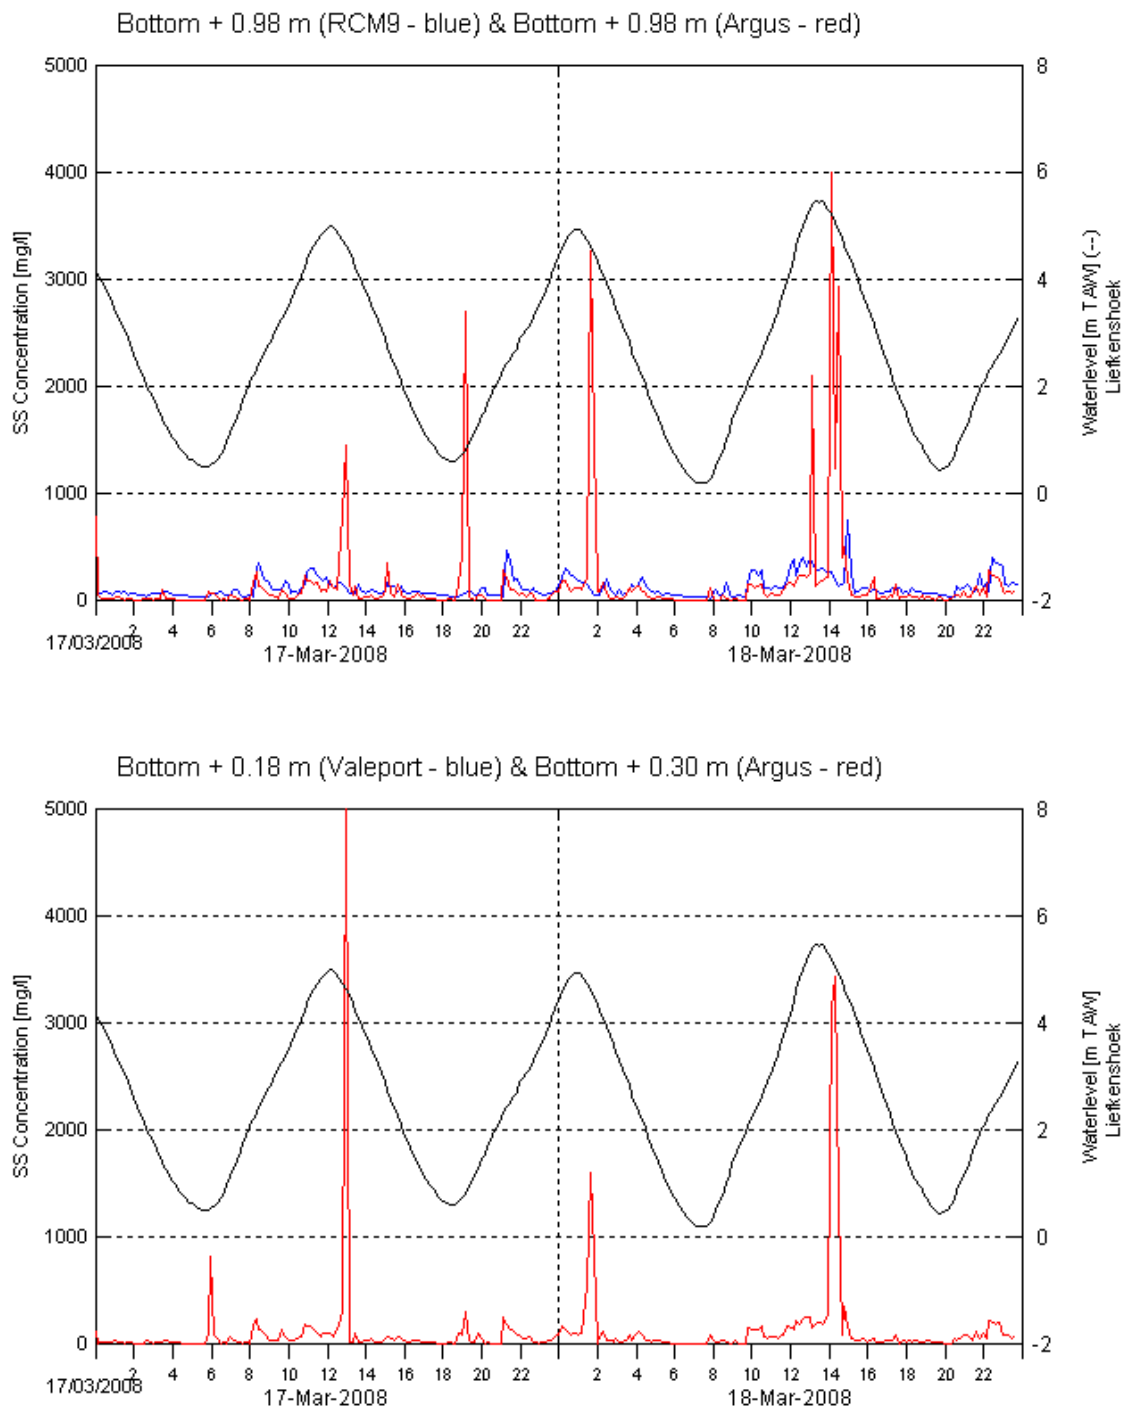 Bottom + 0.98 m (RCM9 - blue) & Bottom + 0.98 m (Argus - red)
5000
4000
3000
2000
1000
0
SS Concentration [mg/l]
8
6
4
2
0
-2
Waterlevel [m TAW] (--)
Liefkenshoek
2 4 6 8 10 12 14 16 18 20 22 2 4 6 8 10 12 14 16 18 20 22
17/03/2008
17-Mar-2008 18-Mar-2008
Bottom + 0.18 m (Valeport - blue) & Bottom + 0.30 m (Argus - red)
5000
4000
3000
2000
1000
0
SS Concentration [mg/l]
8
6
4
2
0
-2
Waterlevel [m TAW]
Liefkenshoek
2 4 6 8 10 12 14 16 18 20 22 2 4 6 8 10 12 14 16 18 20 22
17/03/2008
17-Mar-2008 18-Mar-2008